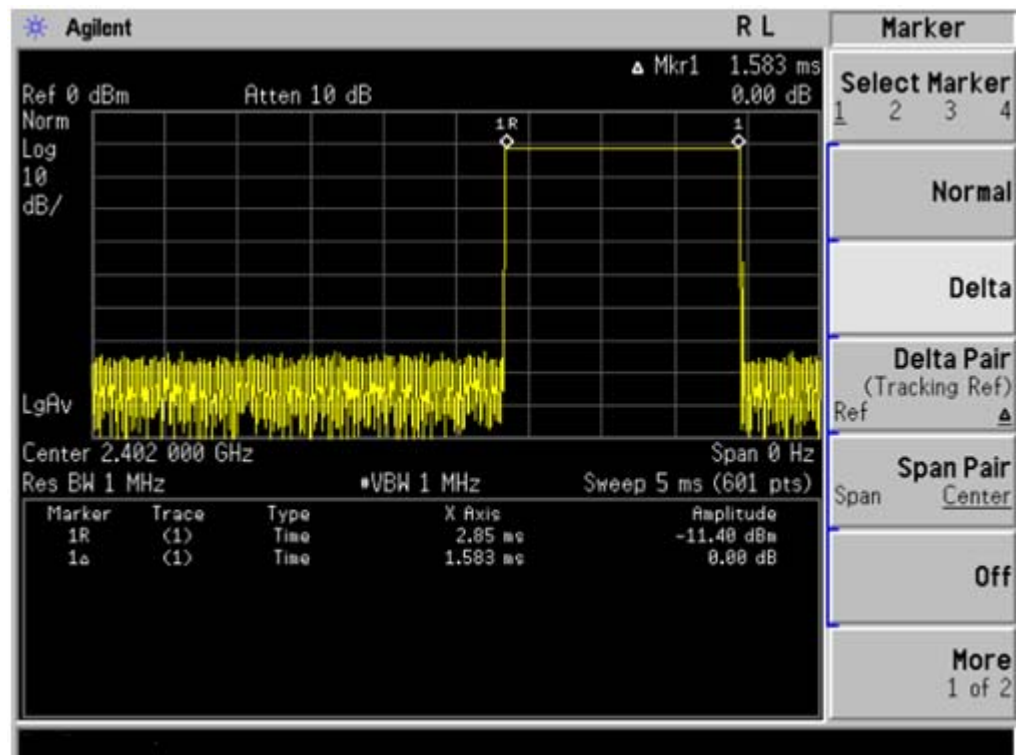 Agilent R L
Δ Mkr1 1.583 ms
Ref 0 dBm Atten 10 dB 0.00 dB
Norm
Log
10
dB/
1R 1
LgAv
Center 2.402 000 GHz Span 0 Hz
Res BW 1 MHz #VBW 1 MHz Sweep 5 ms (601 pts)
Marker Trace Type X Axis Amplitude
1R (1) Time 2.85 ms -11.40 dBm
1Δ (1) Time 1.583 ms 0.00 dB
Marker
Select Marker
1 2 3 4
Normal
Delta
Delta Pair
(Tracking Ref)
Ref Δ
Span Pair
Span Center
Off
More
1 of 2